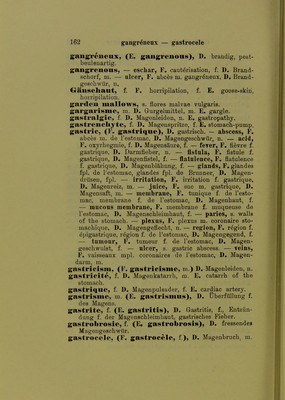 162 gangréneux — gastrocele
gangréneux, (E. gangrenous), D. brandig, pest-
beulenartig.
gangrenous, — eschar, F. cautérisation, f. D. Brand-
schorf, m. — ulcer, F. abcès m. gangréneux, D. Brand-
geschwür, n.
Gänsehaut, f. F. horripilation, f. E. goose-skin,
horripilation.
garden mallows, s. flores malvae vulgaris.
gargarisme, m. D. Gurgelmittel, m. E. gargle.
gastralgie, f. D. Magenleiden, n. E. gastropathy.
gastrenchyte, f. D. Magenspritze, f. E. stomach-pump.
gastric, (F. gastrique), D. gastrisch. — abscess, F.
abcès m. de l'estomac, D. Magengeschwür, n. — acid,
F. oxyrhegmie, f. D. Magensäure, f. — fever, F. fièvre f.
gastrique, D. Darmfieber, n. — fistula, F. fistule f.
gastrique, D. Magenfistel, f. — flatulence, F. flatulence
f. gastrique, D. Magenblähung, f. — glands, F. glandes
fpl. de l'estomac, glandes fpl. de Brunner, D. Magen-
drüsen, fpl. — irritation, F. irritation f. gastrique,
D. Magenreiz, m. — juice, F. suc m. gastrique, D.
Magensaft, m. — membrane, F. tunique f. de l'esto-
mac, membrane f. de l'estomac, D. Magenhaut, f.
— mucous membrane, F. membrane f. muqueuse de
l'estomac, D. Magenschleimhaut, f. — paries, s. walls
of the stomach. — plexus, F. plexus m. coronaire sto-
machique, D. Magengeflecht, n. — region, F. région f.
épigastrique, région f. de l'estomac, D. Magengegend, f.
— tumour, F. tumeur f. de l'estomac, D. Magen-
geschwulst, f. — ulcer, s. gastric abscess. — veins,
F. vaisseaux mpl. coronaires de l'estomac, D. Magen-
darm, m.
gastricism, (F. gastricisme, m.) D. Magenleiden, n.
gastricité, f. D. Magenkatarrh, m. E. catarrh of the
stomach.
gastrique, f. D. Magenpulsader, f. E. cardiac artery.
gastrisme, m. (E. gastrismus), D. Überfüllung f.
des Magens.
gastrite, f. (E. gastritis), D. Gastritis, f., Entzün-
dung f. der Magenschleimhaut, gastrisches Fieber.
gastrobrosie, f. (E. gastrobrosis), D. fressendes
Magengeschwür.
gastrocele, (F. gastrocèle, f.), D. Magenbruch, m.